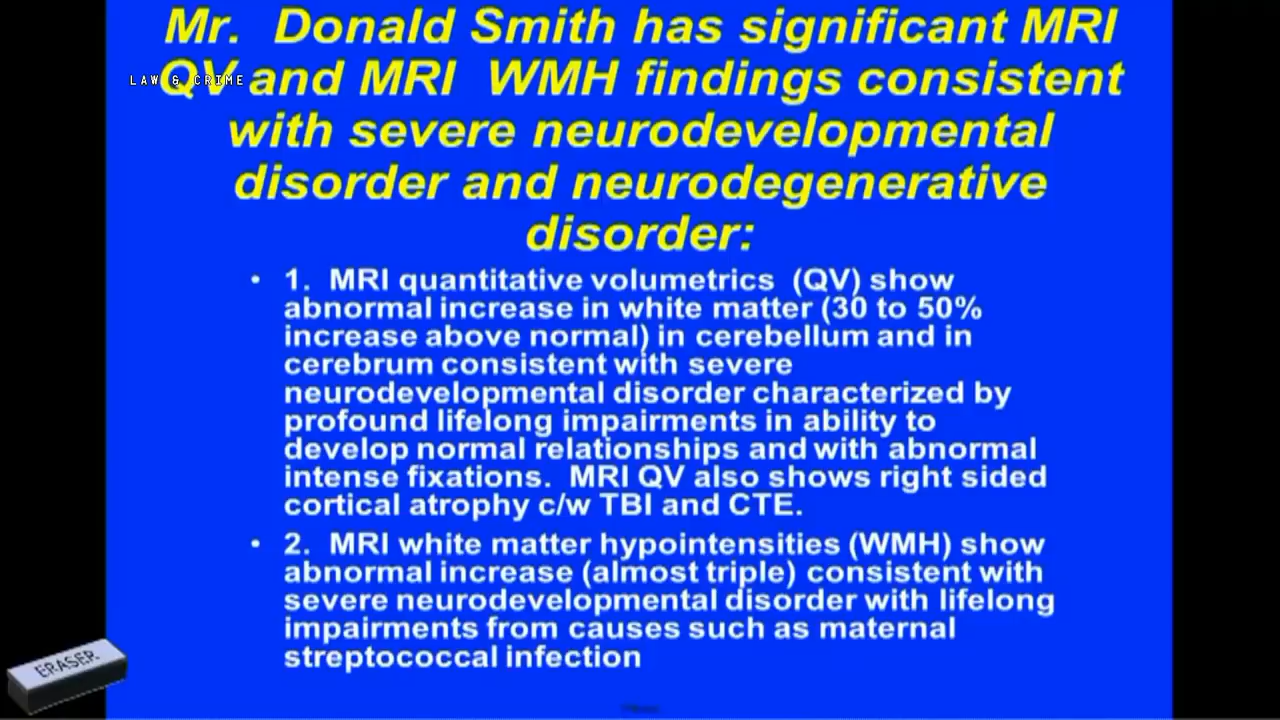 Mr. Donald Smith has significant MRI
LAW & CRIME
QV and MRI WMH findings consistent
with severe neurodevelopmental
disorder and neurodegenerative
disorder:
• 1. MRI quantitative volumetrics (QV) show
abnormal increase in white matter (30 to 50%
increase above normal) in cerebellum and in
cerebrum consistent with severe
neurodevelopmental disorder characterized by
profound lifelong impairments in ability to
develop normal relationships and with abnormal
intense fixations. MRI QV also shows right sided
cortical atrophy c/w TBI and CTE.
• 2. MRI white matter hypointensities (WMH) show
abnormal increase (almost triple) consistent with
severe neurodevelopmental disorder with lifelong
impairments from causes such as maternal
streptococcal infection
ERASER